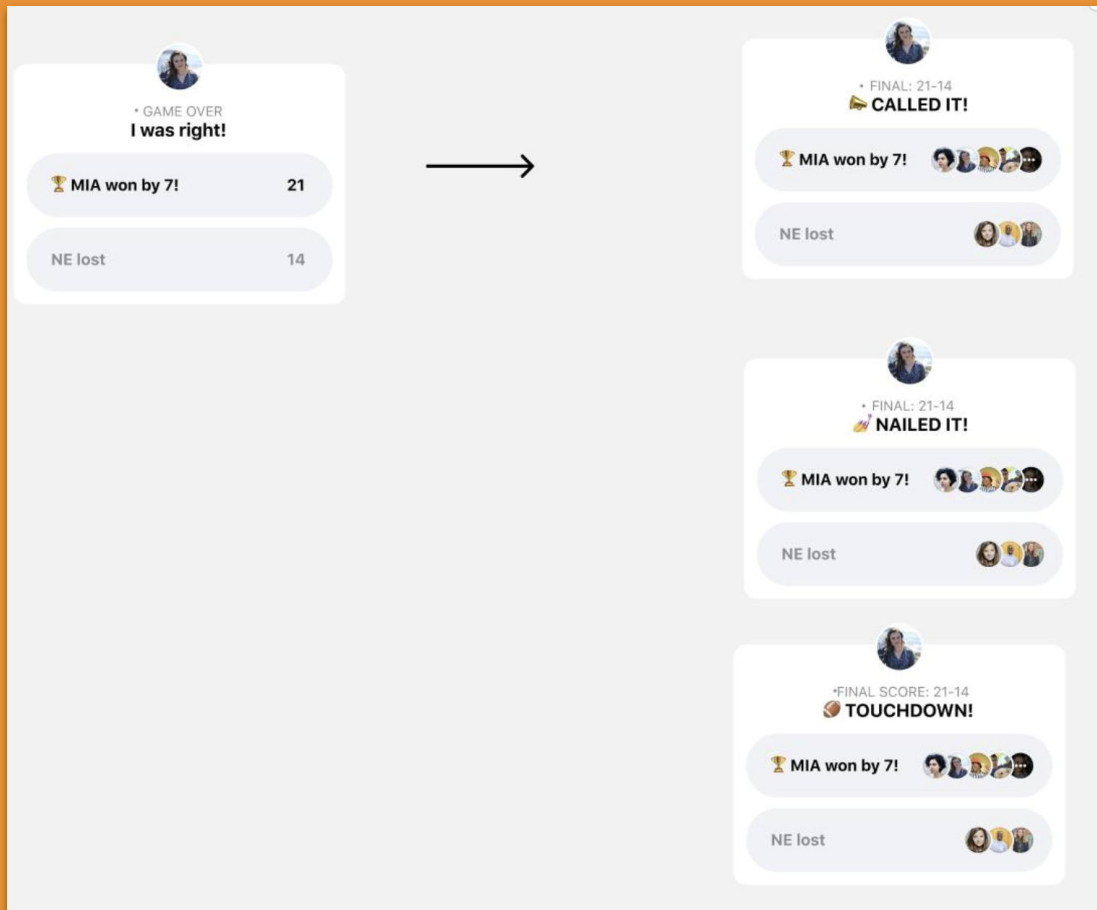 • GAME OVER
I was right!
🏆 MIA won by 7! 21
NE lost 14
• FINAL: 21-14
📣 CALLED IT!
🏆 MIA won by 7!
NE lost
• FINAL: 21-14
💅 NAILED IT!
🏆 MIA won by 7!
NE lost
•FINAL SCORE: 21-14
🏈 TOUCHDOWN!
🏆 MIA won by 7!
NE lost